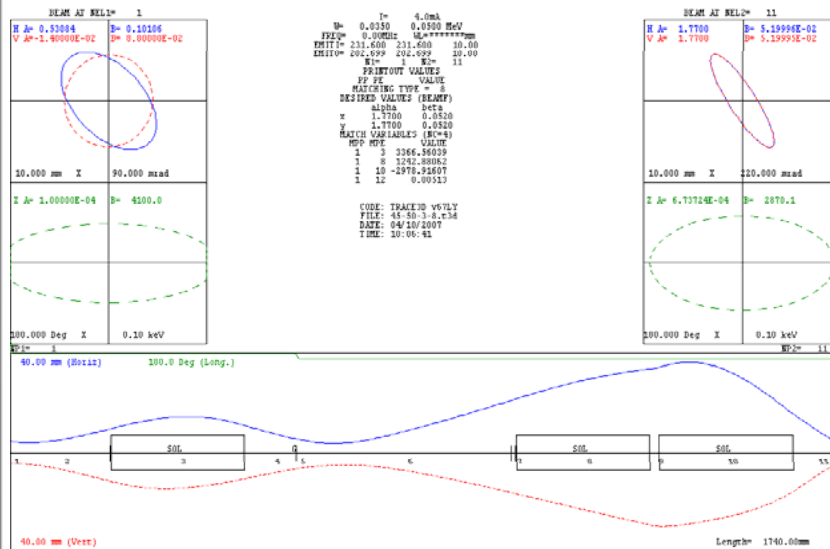 BEAM AT NEL1= 1
H A= 0.53084 B= 0.10106
V A=-1.40000E-02 B= 8.80000E-02
10.000 mm X 90.000 mrad
Z A= 1.00000E-04 B= 4100.0
180.000 Deg X 0.10 keV
NP1= 1
I= 4.0mA
W= 0.0350 0.0500 MeV
FREQ= 0.00MHz WL=*******mm
EMITI= 231.600 231.600 10.00
EMITO= 202.699 202.699 10.00
N1= 1 N2= 11
PRINTOUT VALUES
PP PE VALUE
MATCHING TYPE = 8
DESIRED VALUES (BEAMF)
alpha beta
x 1.7700 0.0520
y 1.7700 0.0520
MATCH VARIABLES (NC=4)
MPP MPE VALUE
1 3 3366.56039
1 8 1242.88062
1 10 -2978.91607
1 12 0.00513
CODE: TRACE3D v67LY
FILE: 45-50-3-8.t3d
DATE: 04/10/2007
TIME: 10:06:41
BEAM AT NEL2= 11
H A= 1.7700 B= 5.19996E-02
V A= 1.7700 B= 5.19995E-02
10.000 mm X 220.000 mrad
Z A= 6.73724E-04 B= 2870.1
180.000 Deg X 0.10 keV
NP2= 11
40.00 mm (Horiz) 180.0 Deg (Long.)
SOL G SOL SOL
1 2 3 4 5 6 7 8 9 10 11
40.00 mm (Vert) Length= 1740.00mm